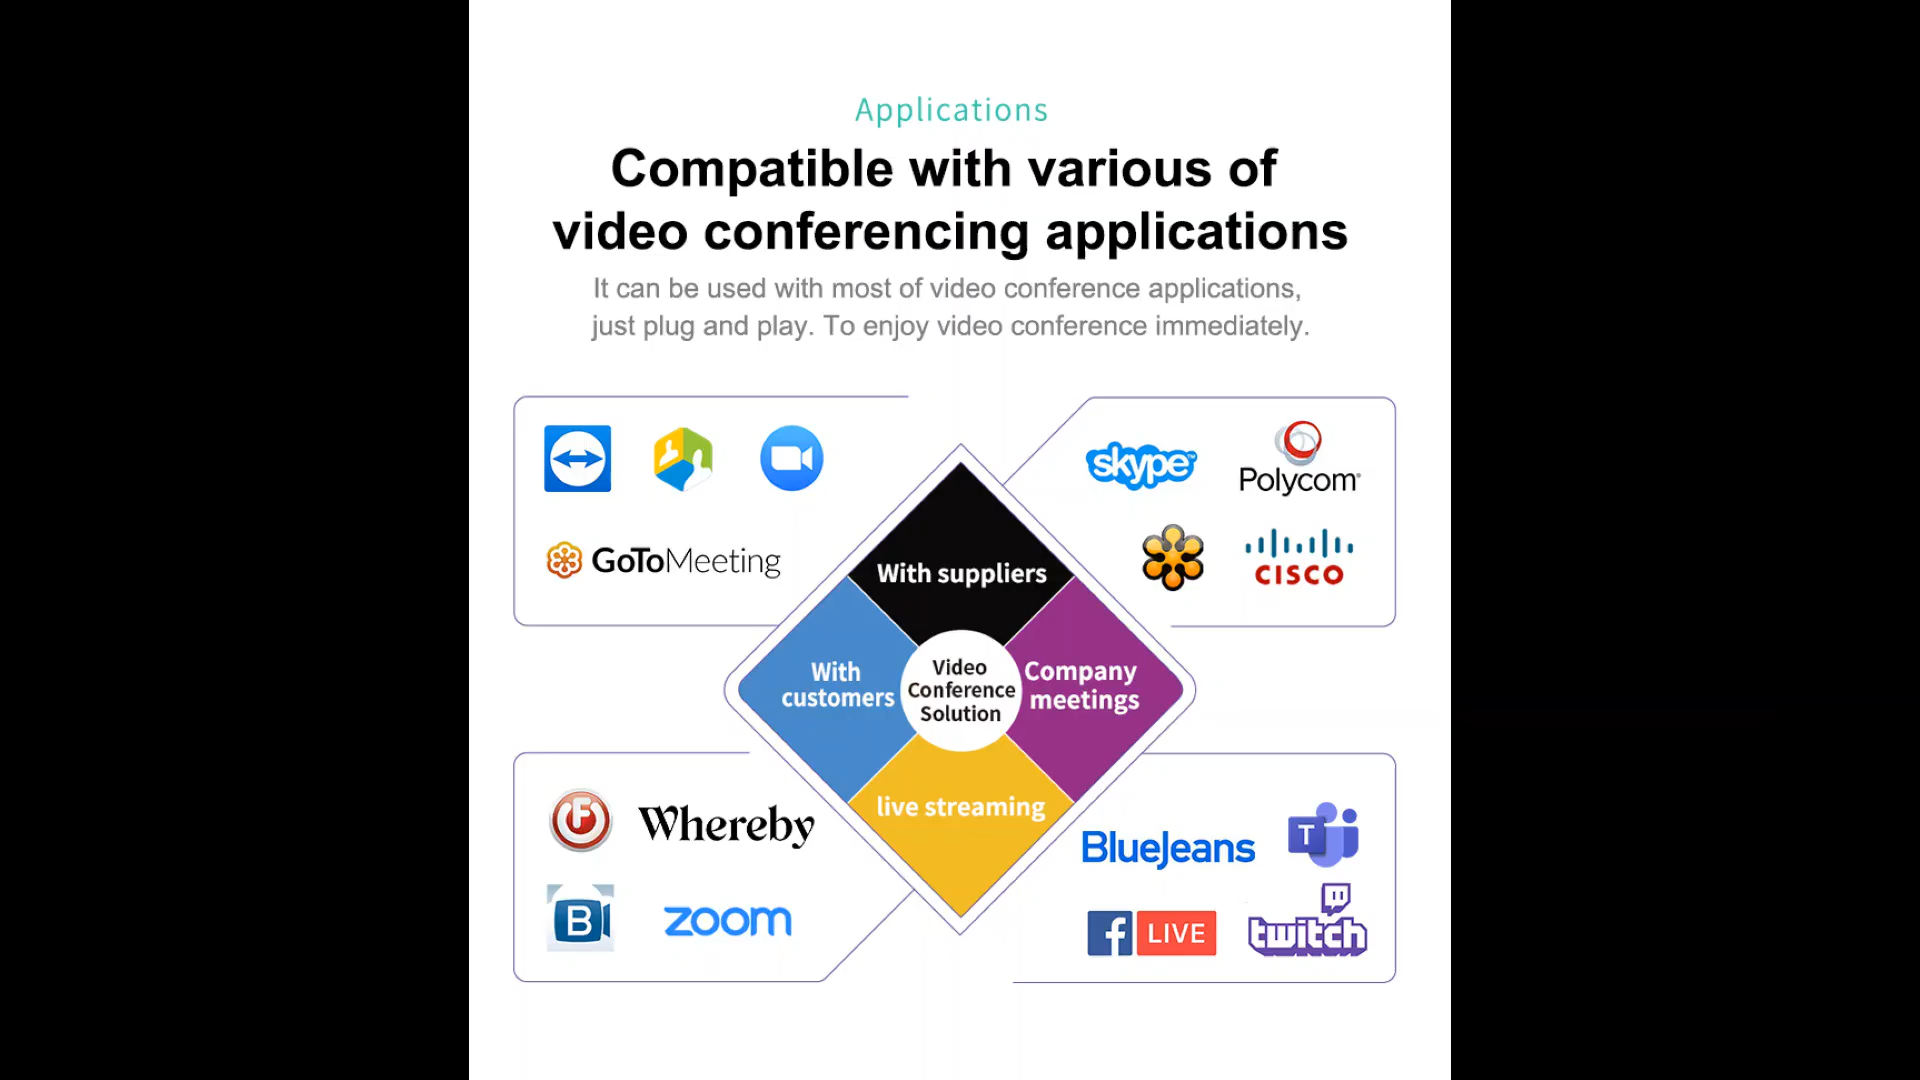 Applications
Compatible with various of
video conferencing applications
It can be used with most of video conference applications,
just plug and play. To enjoy video conference immediately.
GoToMeeting
skype™
Polycom®
CISCO
With suppliers
With
customers
Video
Conference
Solution
Company
meetings
live streaming
F
Whereby
B
zoom
BlueJeans
T
f LIVE
twitch